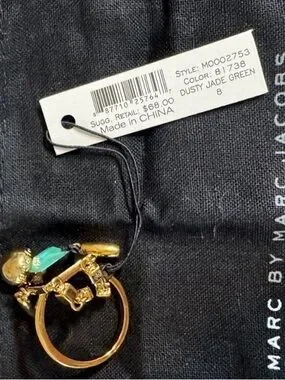 STYLE: M0002753
COLOR: 81738
DUSTY JADE GREEN
8
SUGG. RETAIL: $68.00
Made in CHINA
MARC BY MARC JACOBS